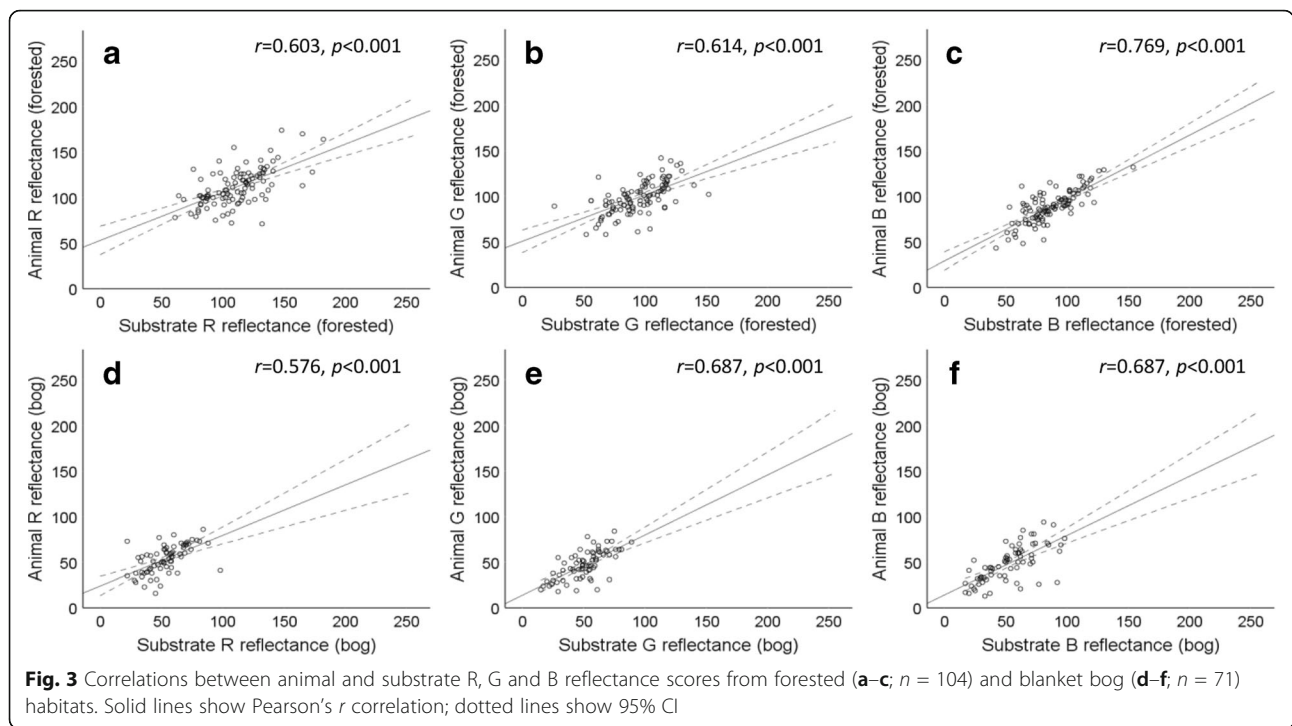 a
r=0.603, p<0.001
250
200
150
100
50
0
Animal R reflectance (forested)
0 50 100 150 200 250
Substrate R reflectance (forested)
b
r=0.614, p<0.001
250
200
150
100
50
0
Animal G reflectance (forested)
0 50 100 150 200 250
Substrate G reflectance (forested)
c
r=0.769, p<0.001
250
200
150
100
50
0
Animal B reflectance (forested)
0 50 100 150 200 250
Substrate B reflectance (forested)
d
r=0.576, p<0.001
250
200
150
100
50
0
Animal R reflectance (bog)
0 50 100 150 200 250
Substrate R reflectance (bog)
e
r=0.687, p<0.001
250
200
150
100
50
0
Animal G reflectance (bog)
0 50 100 150 200 250
Substrate G reflectance (bog)
f
r=0.687, p<0.001
250
200
150
100
50
0
Animal B reflectance (bog)
0 50 100 150 200 250
Substrate B reflectance (bog)
Fig. 3 Correlations between animal and substrate R, G and B reflectance scores from forested (a–c; n = 104) and blanket bog (d–f; n = 71)
habitats. Solid lines show Pearson's r correlation; dotted lines show 95% CI